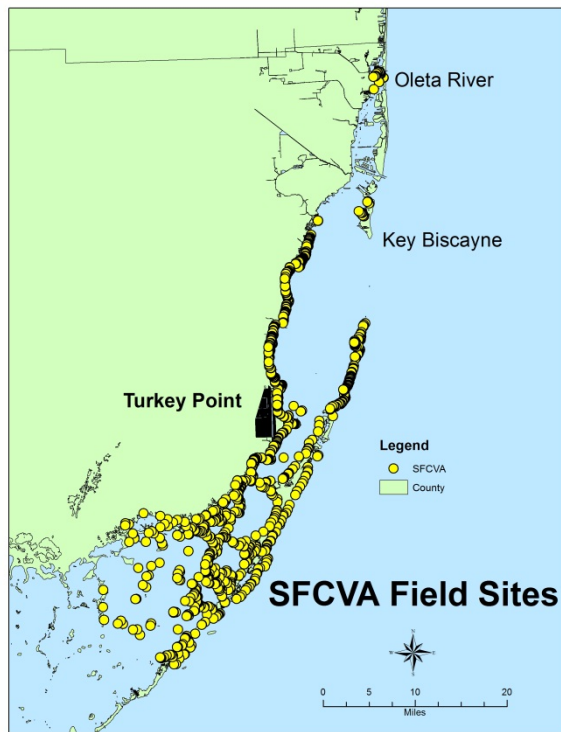 Oleta River
Key Biscayne
Turkey Point
Legend
SFCVA
County
SFCVA Field Sites
0 5 10 20
Miles